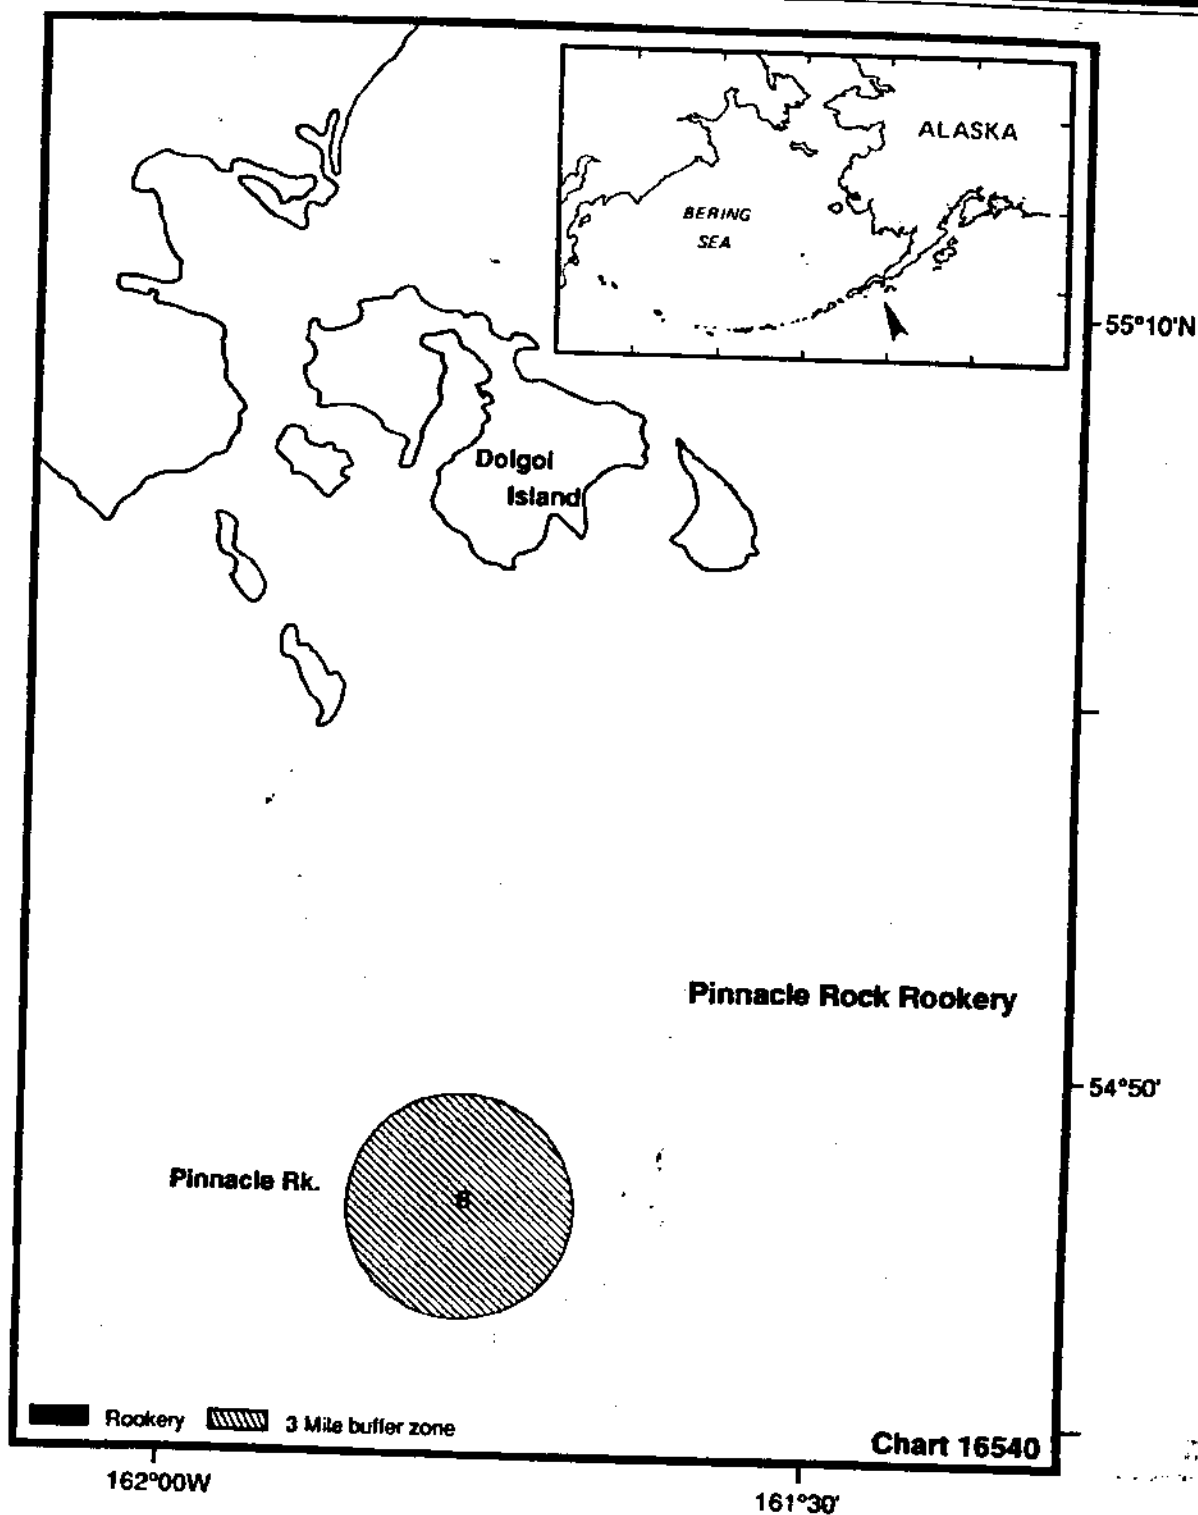 ALASKA
BERING
SEA
55°10'N
Dolgoi
Island
Pinnacle Rock Rookery
54°50'
Pinnacle Rk.
Rookery
3 Mile buffer zone
Chart 16540
162°00W
161°30'